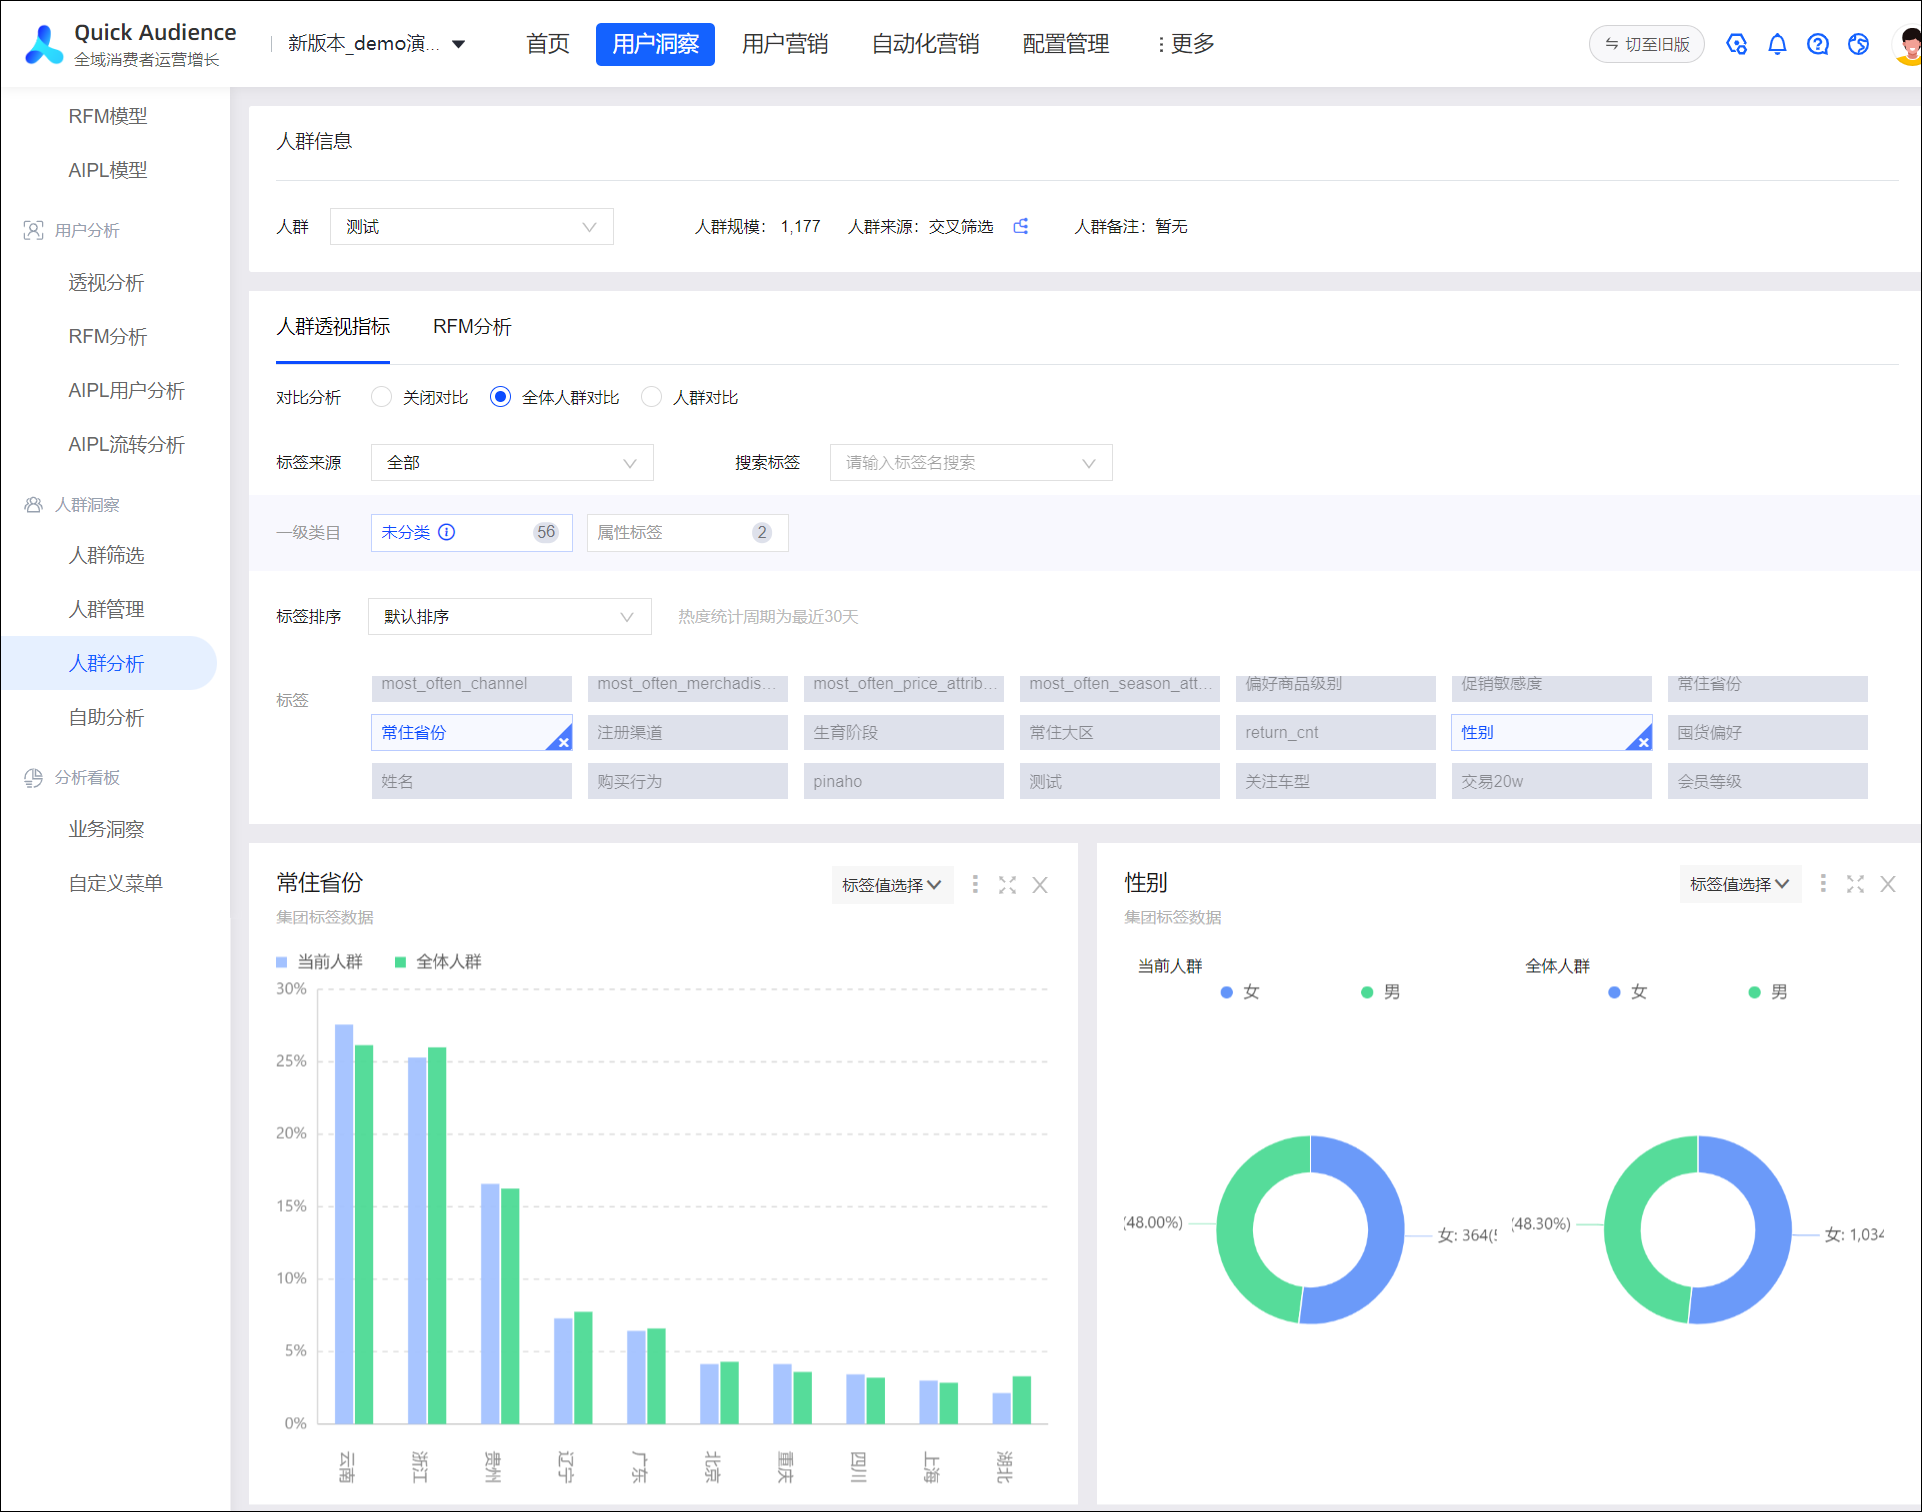 Quick Audience
全域消费者运营增长
新版本_demo演...
首页
用户洞察
用户营销
自动化营销
配置管理
更多
切至旧版
RFM模型
AIPL模型
用户分析
透视分析
RFM分析
AIPL用户分析
AIPL流转分析
人群洞察
人群筛选
人群管理
人群分析
自助分析
分析看板
业务洞察
自定义菜单
人群信息
人群 测试 人群规模： 1,177 人群来源：交叉筛选 人群备注：暂无
人群透视指标 RFM分析
对比分析 关闭对比 全体人群对比 人群对比
标签来源 全部 搜索标签 请输入标签名搜索
一级类目 未分类 56 属性标签 2
标签排序 默认排序 热度统计周期为最近30天
标签
most_often_channel most_often_merchadis... most_often_price_attrib... most_often_season_att... 偏好商品级别 促销敏感度 常住省份
常住省份 注册渠道 生育阶段 常住大区 return_cnt 性别 囤货偏好
姓名 购买行为 pinaho 测试 关注车型 交易20w 会员等级
常住省份 标签值选择
集团标签数据
当前人群 全体人群
30%
25%
20%
15%
10%
5%
0%
云南 浙江 贵州 辽宁 广东 北京 重庆 四川 上海 湖北
性别 标签值选择
集团标签数据
当前人群
女 男
(48.00%) 女: 364(5
全体人群
女 男
(48.30%) 女: 1,034